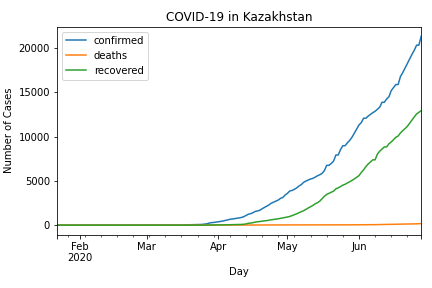 COVID-19 in Kazakhstan
confirmed
deaths
recovered
Number of Cases
20000
15000
10000
5000
0
Feb Mar Apr May Jun
2020
Day